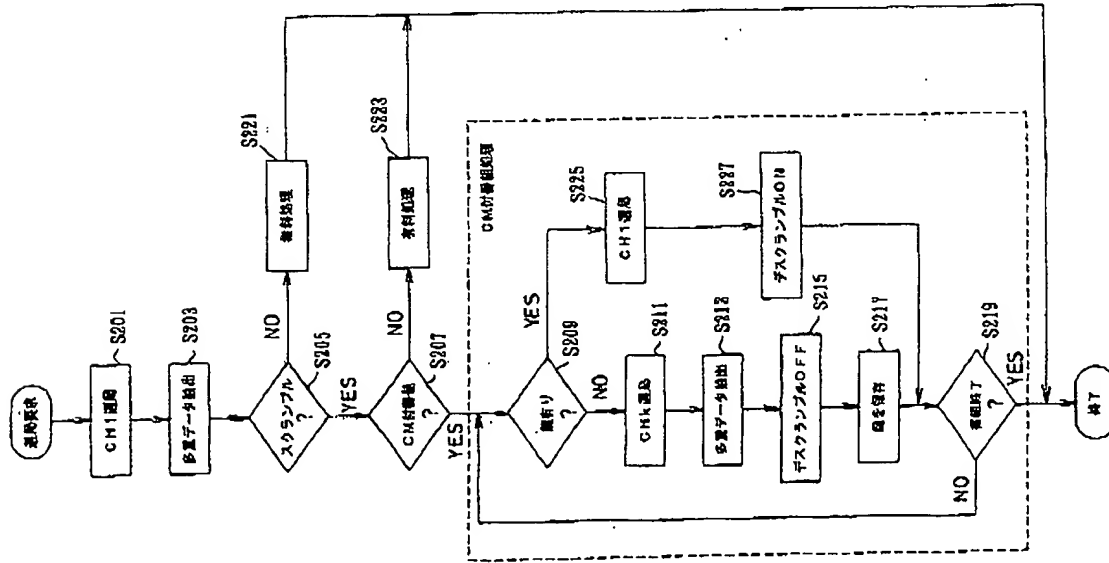 選局要求
CH1選局
S201
多重データ抽出
S203
スクランブル
?
S205
NO
無料処理
S221
YES
CM付番組
?
S207
NO
有料処理
S223
YES
CM付番組処理
鍵有り
?
S209
YES
CH1選局
S225
NO
CHk選局
S211
デスクランブルON
S227
多重データ抽出
S213
デスクランブルOFF
S215
鍵を保存
S217
番組終了
?
S219
NO
YES
終了